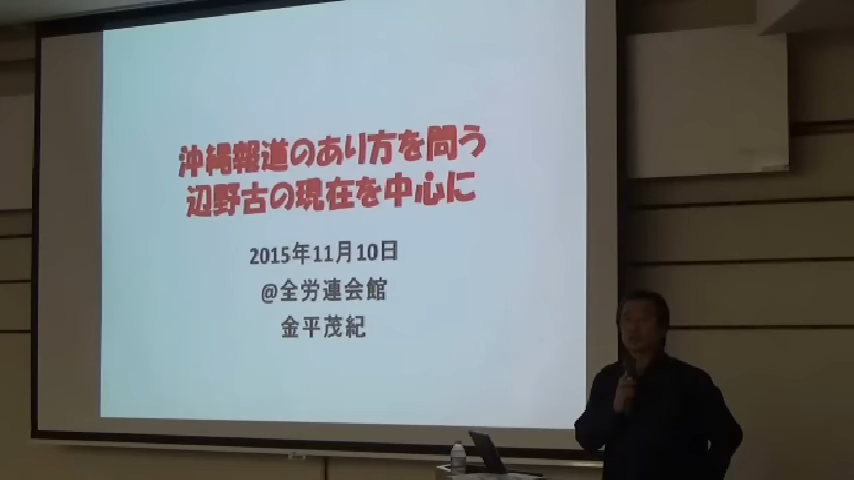 沖縄報道のあり方を問う
辺野古の現在を中心に
2015年11月10日
@全労連会館
金平茂紀